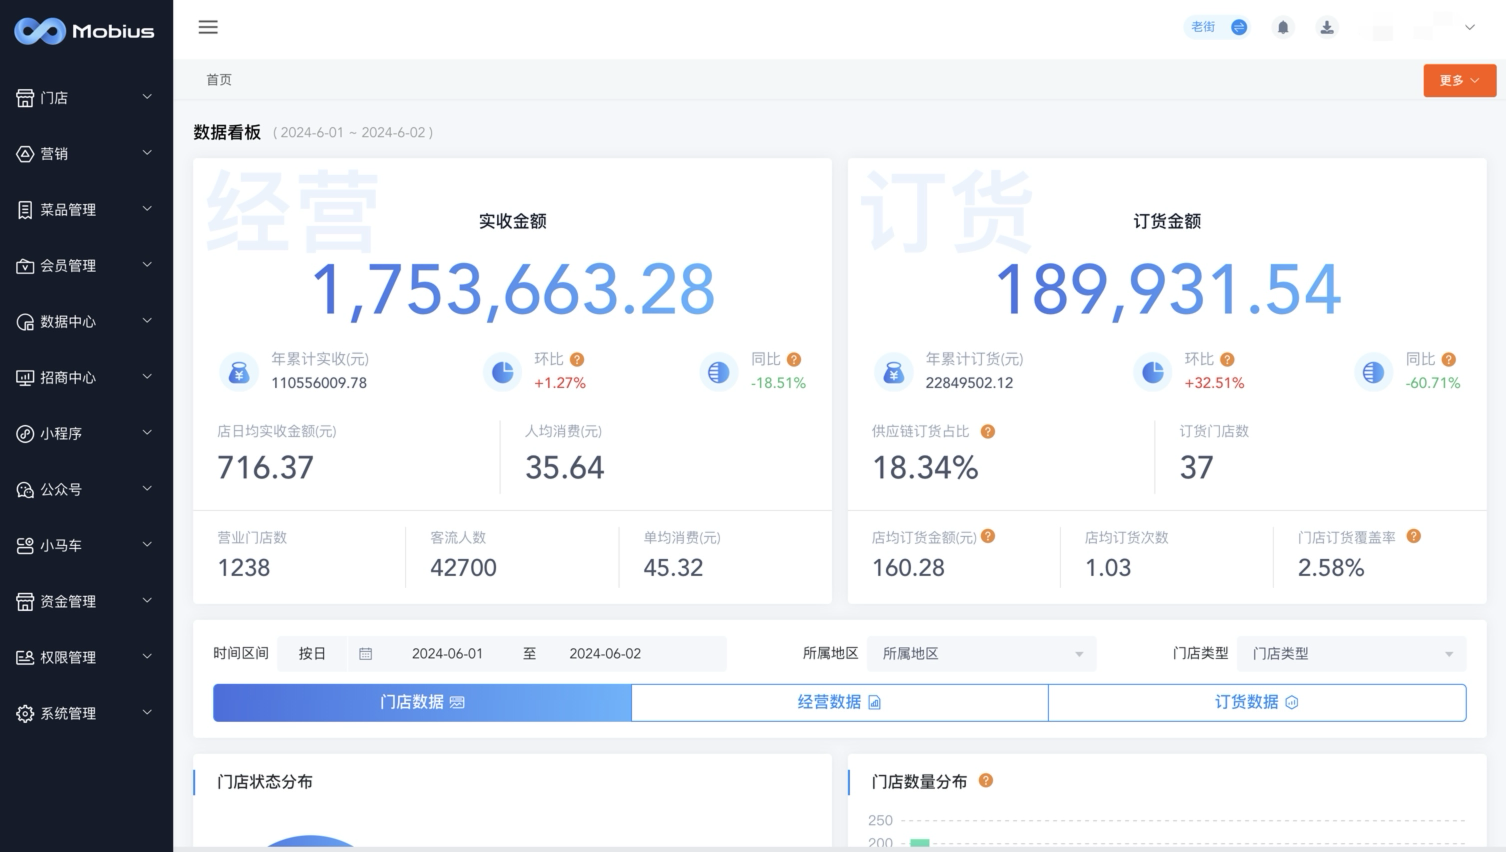 Mobius
老街
首页
更多
门店
营销
菜品管理
会员管理
数据中心
招商中心
小程序
公众号
小马车
资金管理
权限管理
系统管理
数据看板 ( 2024-6-01 ~ 2024-6-02 )
经营
实收金额
1,753,663.28
年累计实收(元)
110556009.78
环比 ?
+1.27%
同比 ?
-18.51%
店日均实收金额(元)
716.37
人均消费(元)
35.64
营业门店数
1238
客流人数
42700
单均消费(元)
45.32
订货
订货金额
189,931.54
年累计订货(元)
22849502.12
环比 ?
+32.51%
同比 ?
-60.71%
供应链订货占比 ?
18.34%
订货门店数
37
店均订货金额(元) ?
160.28
店均订货次数
1.03
门店订货覆盖率 ?
2.58%
时间区间 按日 2024-06-01 至 2024-06-02 所属地区 所属地区 门店类型 门店类型
门店数据 经营数据 订货数据
门店状态分布
门店数量分布 ?
250
200